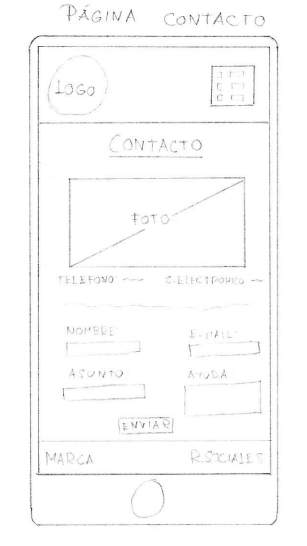 PÁGINA CONTACTO
LOGO
CONTACTO
FOTO
TELEFONO C.ELECTRONICO
NOMBRE: E-MAIL:
ASUNTO AYUDA
ENVIAR
MARCA R.SOCIALES